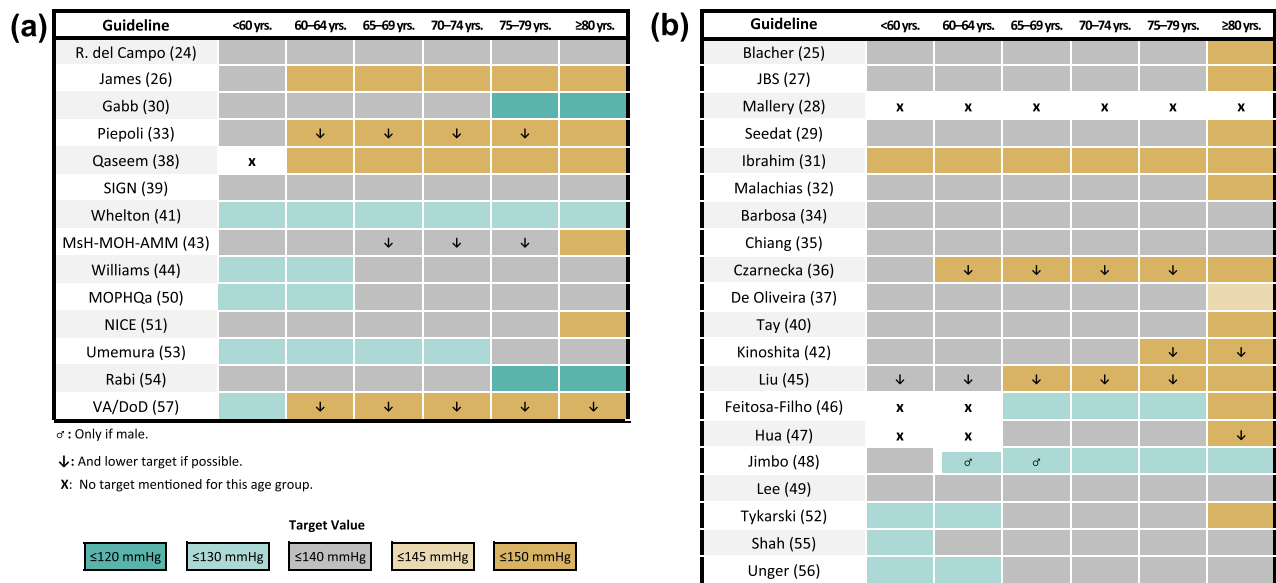 (a)
Guideline <60 yrs. 60–64 yrs. 65–69 yrs. 70–74 yrs. 75–79 yrs. ≥80 yrs.
R. del Campo (24)
James (26)
Gabb (30)
Piepoli (33) ↓ ↓ ↓ ↓
Qaseem (38) x
SIGN (39)
Whelton (41)
MsH-MOH-AMM (43) ↓ ↓ ↓
Williams (44)
MOPHQa (50)
NICE (51)
Umemura (53)
Rabi (54)
VA/DoD (57) ↓ ↓ ↓ ↓ ↓
♂ : Only if male.
↓: And lower target if possible.
X: No target mentioned for this age group.
Target Value
≤120 mmHg ≤130 mmHg ≤140 mmHg ≤145 mmHg ≤150 mmHg
(b)
Guideline <60 yrs. 60–64 yrs. 65–69 yrs. 70–74 yrs. 75–79 yrs. ≥80 yrs.
Blacher (25)
JBS (27)
Mallery (28) x x x x x x
Seedat (29)
Ibrahim (31)
Malachias (32)
Barbosa (34)
Chiang (35)
Czarnecka (36) ↓ ↓ ↓ ↓
De Oliveira (37)
Tay (40)
Kinoshita (42) ↓ ↓
Liu (45) ↓ ↓ ↓ ↓ ↓
Feitosa-Filho (46) x x
Hua (47) x x ↓
Jimbo (48) ♂ ♂
Lee (49)
Tykarski (52)
Shah (55)
Unger (56)